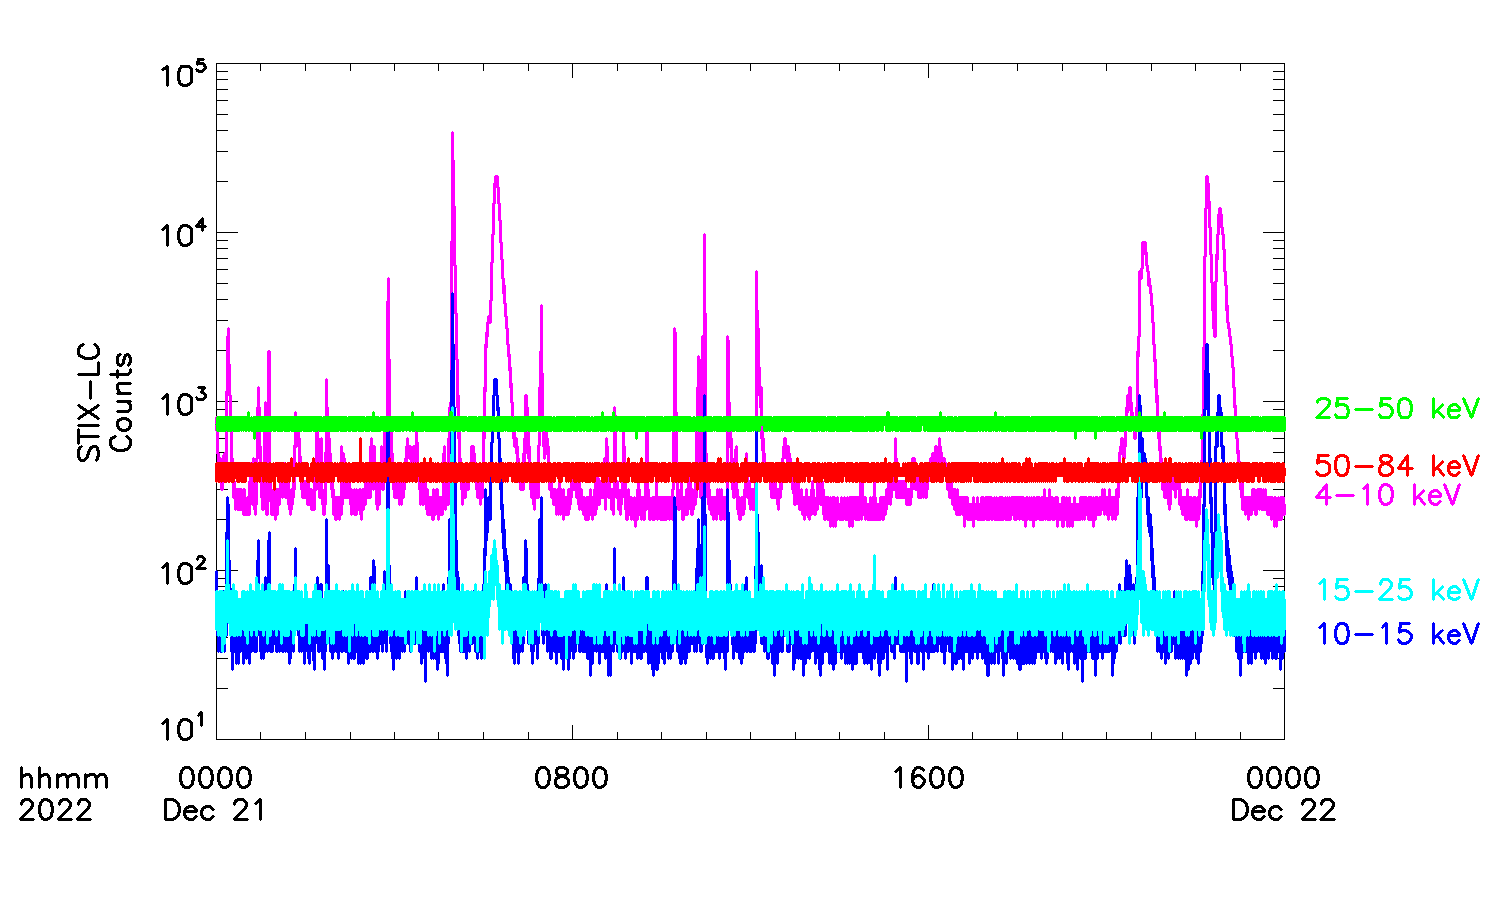 10^5
10^4
10^3
10^2
10^1
STIX-LC
Counts
25-50 keV
50-84 keV
4-10 keV
15-25 keV
10-15 keV
hhmm 0000 0800 1600 0000
2022 Dec 21 Dec 22